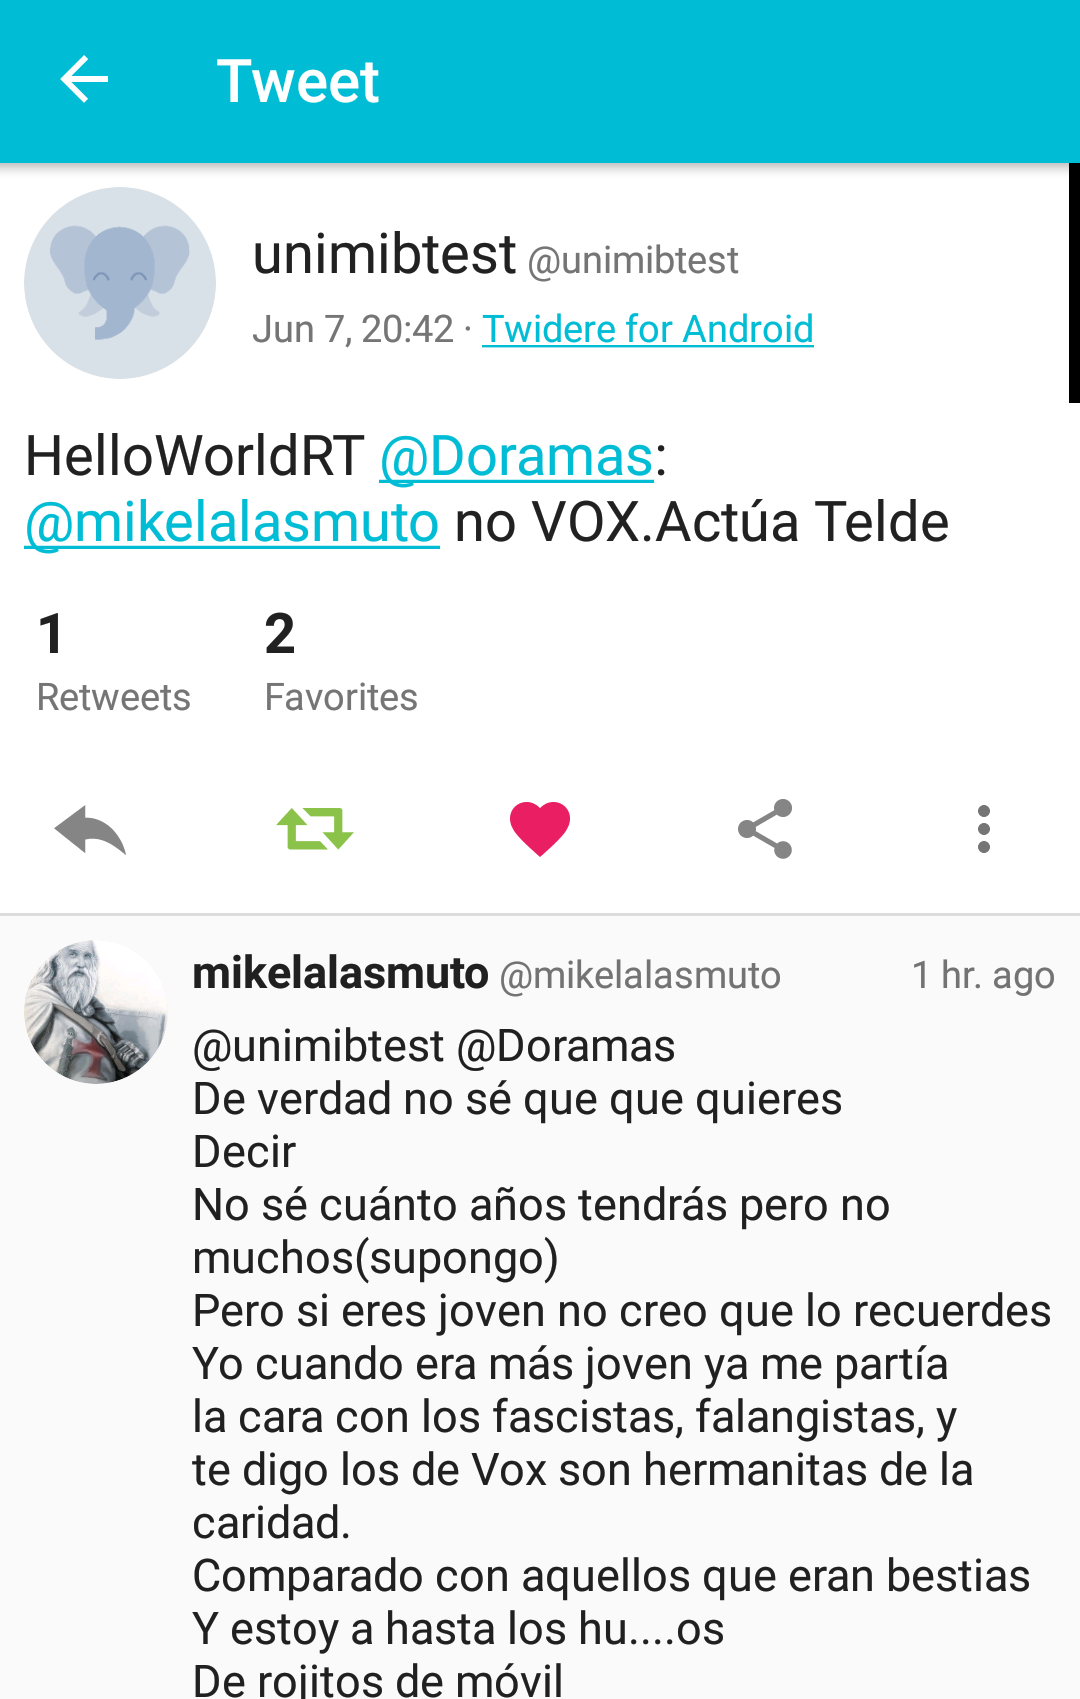 Tweet
unimibtest @unimibtest
Jun 7, 20:42 · Twidere for Android
HelloWorldRT @Doramas:
@mikelalasmuto no VOX.Actúa Telde
1 2
Retweets Favorites
mikelalasmuto @mikelalasmuto 1 hr. ago
@unimibtest @Doramas
De verdad no sé que que quieres
Decir
No sé cuánto años tendrás pero no
muchos(supongo)
Pero si eres joven no creo que lo recuerdes
Yo cuando era más joven ya me partía
la cara con los fascistas, falangistas, y
te digo los de Vox son hermanitas de la
caridad.
Comparado con aquellos que eran bestias
Y estoy a hasta los hu....os
De rojitos de móvil